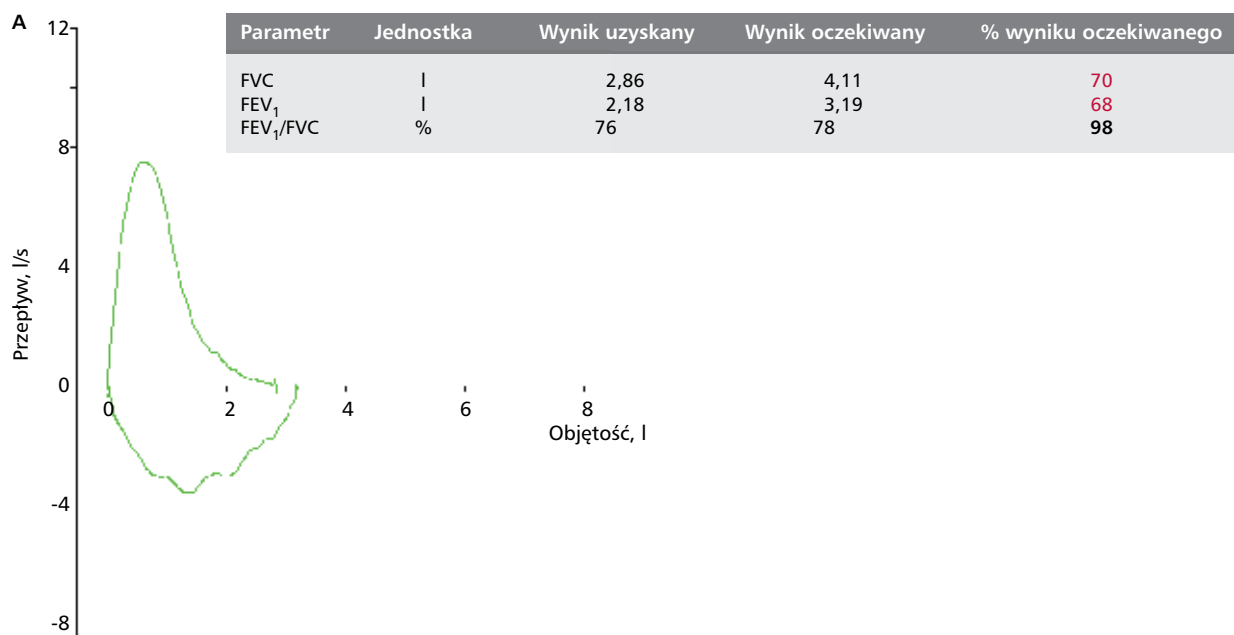 A
Parametr Jednostka Wynik uzyskany Wynik oczekiwany % wyniku oczekiwanego
FVC l 2,86 4,11 70
FEV1 l 2,18 3,19 68
FEV1/FVC % 76 78 98
12
8
4
0
-4
-8
Przepływ, l/s
0 2 4 6 8
Objętość, l